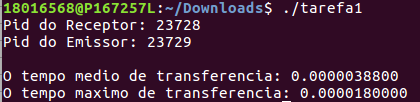 18016568@P167257L:~/Downloads$ ./tarefa1
Pid do Receptor: 23728
Pid do Emissor: 23729
O tempo medio de transferencia: 0.0000038800
O tempo maximo de transferencia: 0.0000180000